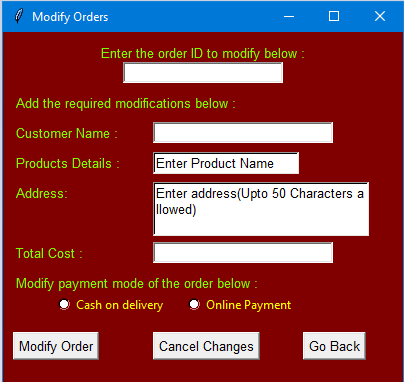 Modify Orders
Enter the order ID to modify below :
Add the required modifications below :
Customer Name :
Products Details : Enter Product Name
Address: Enter address(Upto 50 Characters a
llowed)
Total Cost :
Modify payment mode of the order below :
Cash on delivery Online Payment
Modify Order Cancel Changes Go Back